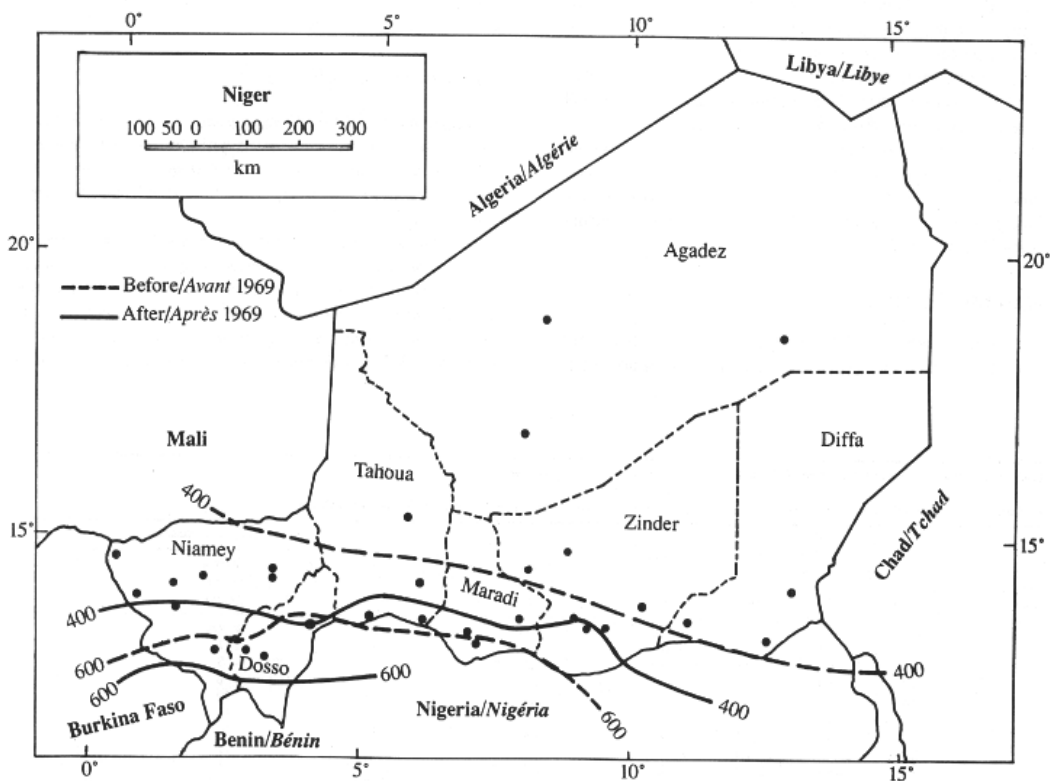 0° 5° 10° 15°
Libya/Libye
Niger
100 50 0 100 200 300
km
Algeria/Algérie
20° Agadez 20°
Before/Avant 1969
After/Après 1969
Mali Diffa
Tahoua
400
Zinder
15° 15°
Niamey
Chad/Tchad
Maradi
400
600
Dosso
600 600 400
400
600
Burkina Faso
Nigeria/Nigéria
Benin/Bénin
0° 5° 10° 15°